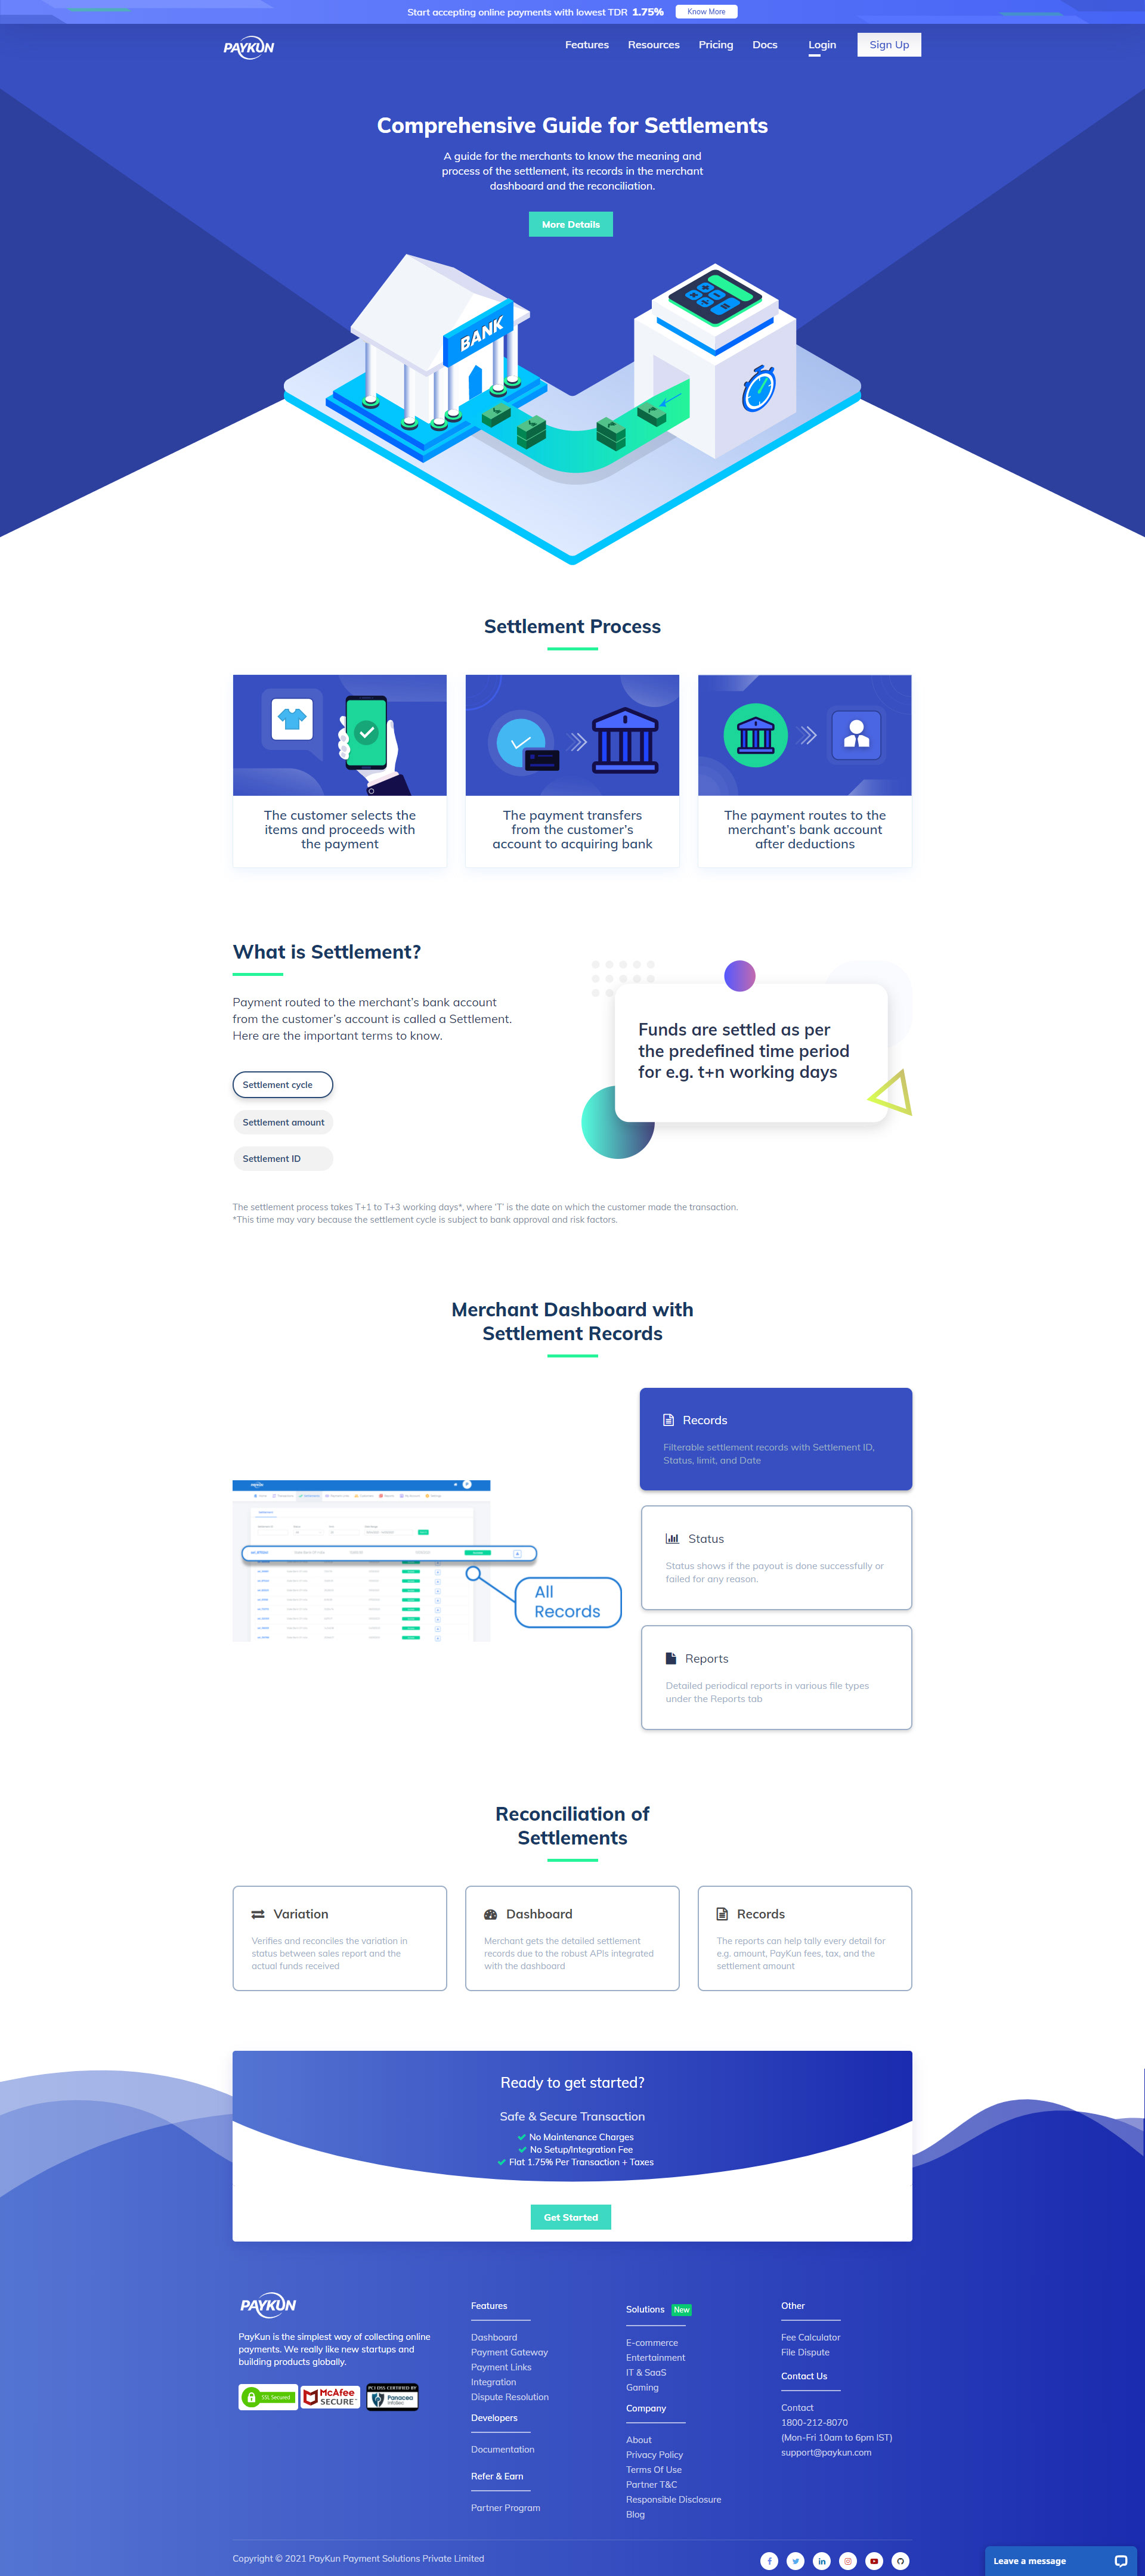 Start accepting online payments with lowest TDR 1.75% Know More
PAYKUN
Features Resources Pricing Docs Login Sign Up
Comprehensive Guide for Settlements
A guide for the merchants to know the meaning and
process of the settlement, its records in the merchant
dashboard and the reconciliation.
More Details
BANK
Settlement Process
The customer selects the
items and proceeds with
the payment
The payment transfers
from the customer's
account to acquiring bank
The payment routes to the
merchant's bank account
after deductions
What is Settlement?
Payment routed to the merchant's bank account
from the customer's account is called a Settlement.
Here are the important terms to know.
Settlement cycle
Settlement amount
Settlement ID
Funds are settled as per
the predefined time period
for e.g. t+n working days
The settlement process takes T+1 to T+3 working days*, where 'T' is the date on which the customer made the transaction.
*This time may vary because the settlement cycle is subject to bank approval and risk factors.
Merchant Dashboard with
Settlement Records
All
Records
Records
Filterable settlement records with Settlement ID,
Status, limit, and Date
Status
Status shows if the payout is done successfully or
failed for any reason.
Reports
Detailed periodical reports in various file types
under the Reports tab
Reconciliation of
Settlements
Variation
Verifies and reconciles the variation in
status between sales report and the
actual funds received
Dashboard
Merchant gets the detailed settlement
records due to the robust APIs integrated
with the dashboard
Records
The reports can help tally every detail for
e.g. amount, PayKun fees, tax, and the
settlement amount
Ready to get started?
Safe & Secure Transaction
No Maintenance Charges
No Setup/Integration Fee
Flat 1.75% Per Transaction + Taxes
Get Started
PAYKUN
PayKun is the simplest way of collecting online
payments. We really like new startups and
building products globally.
SSL Secured
McAfee
SECURE
PCI DSS CERTIFIED BY
Panacea
InfoSec
Features
Dashboard
Payment Gateway
Payment Links
Integration
Dispute Resolution
Developers
Documentation
Refer & Earn
Partner Program
Solutions New
E-commerce
Entertainment
IT & SaaS
Gaming
Company
About
Privacy Policy
Terms Of Use
Partner T&C
Responsible Disclosure
Blog
Other
Fee Calculator
File Dispute
Contact Us
Contact
1800-212-8070
(Mon-Fri 10am to 6pm IST)
support@paykun.com
Copyright © 2021 PayKun Payment Solutions Private Limited
Leave a message